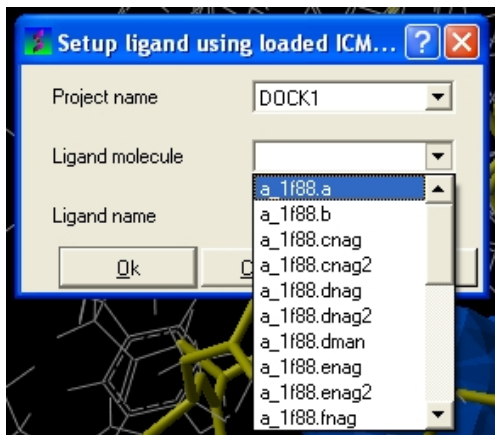 Setup ligand using loaded ICM...
Project name DOCK1
Ligand molecule
a_1f88.a
a_1f88.b
Ligand name
a_1f88.cnag
a_1f88.cnag2
Ok
a_1f88.dnag
a_1f88.dnag2
a_1f88.dman
a_1f88.enag
a_1f88.enag2
a_1f88.fnag